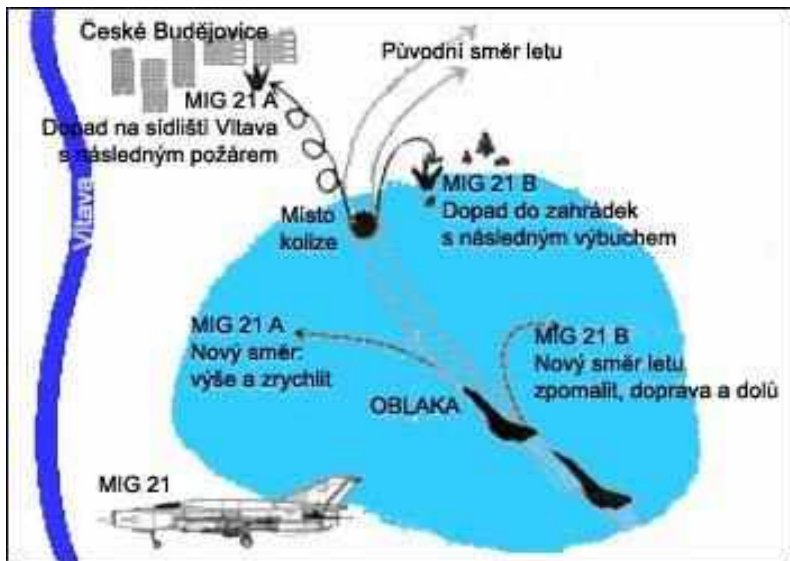 České Budějovice
Původní směr letu
MIG 21 A
Dopad na sídlišti Vltava
s následným požárem
MIG 21 B
Dopad do zahrádek
s následným výbuchem
Místo
kolize
Vltava
MIG 21 A
Nový směr:
výše a zrychlit
MIG 21 B
Nový směr letu
zpomalit, doprava a dolů
OBLAKA
MIG 21